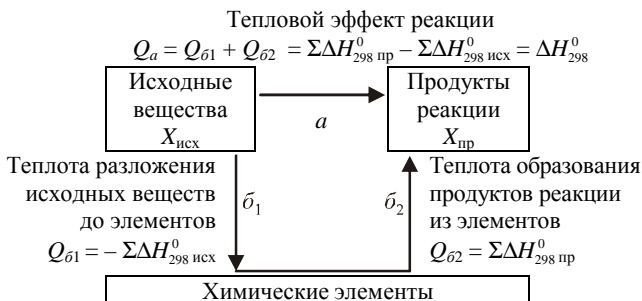 Тепловой эффект реакции
Qа = Qб1 + Qб2 = ΣΔH⁰298 пр – ΣΔH⁰298 исх = ΔH⁰298
Исходные
вещества
Xисх
а
Продукты
реакции
Xпр
Теплота разложения
исходных веществ
до элементов
Qб1 = – ΣΔH⁰298 исх
б1
б2
Теплота образования
продуктов реакции
из элементов
Qб2 = ΣΔH⁰298 пр
Химические элементы